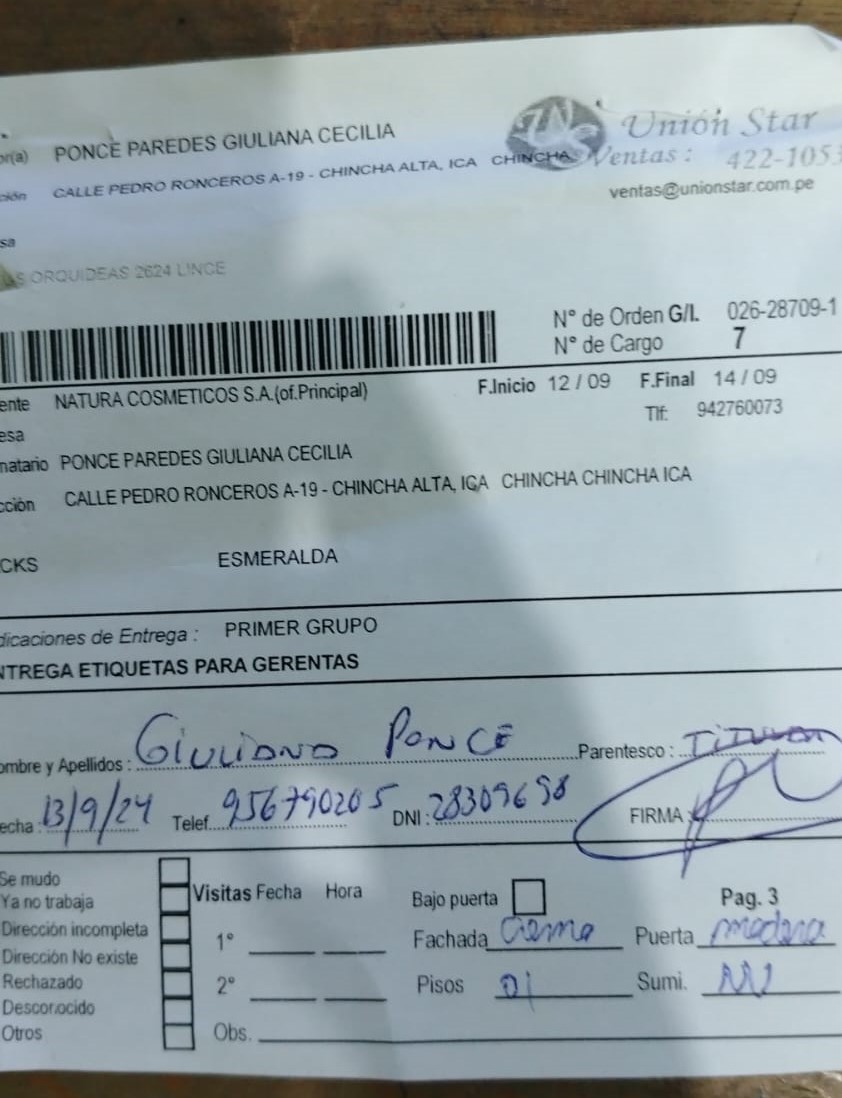 or(a) PONCE PAREDES GIULIANA CECILIA
Unión Star
ción CALLE PEDRO RONCEROS A-19 - CHINCHA ALTA, ICA CHINCHA
Ventas: 422-1053
ventas@unionstar.com.pe
sa
AS ORQUIDEAS 2624 LINCE
N° de Orden G/I. 026-28709-1
N° de Cargo 7
ente NATURA COSMETICOS S.A.(of.Principal) F.Inicio 12 / 09 F.Final 14 / 09
esa Tlf: 942760073
natario PONCE PAREDES GIULIANA CECILIA
cción CALLE PEDRO RONCEROS A-19 - CHINCHA ALTA, ICA CHINCHA CHINCHA ICA
CKS ESMERALDA
dicaciones de Entrega : PRIMER GRUPO
NTREGA ETIQUETAS PARA GERENTAS
ombre y Apellidos : Giuliana Ponce Parentesco : Titular
echa : 13/9/24 Telef. 956790205 DNI : 28309698 FIRMA :
Se mudo
Ya no trabaja
Dirección incompleta
Dirección No existe
Rechazado
Desconocido
Otros
Visitas Fecha Hora
1°
2°
Obs.
Bajo puerta Pag. 3
Fachada Crema Puerta madera
Pisos 01 Sumi.